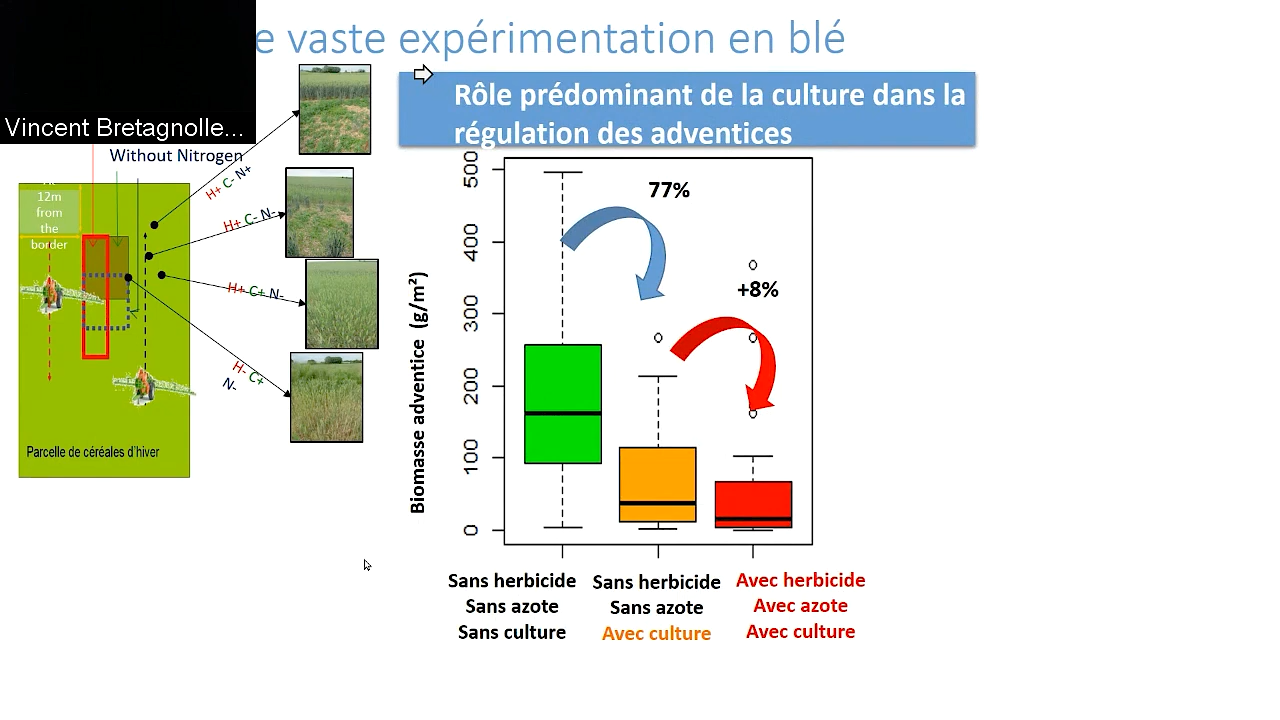 e vaste expérimentation en blé
Vincent Bretagnolle...
Rôle prédominant de la culture dans la
régulation des adventices
Without Nitrogen
12m
from
the
border
H+ C- N+
H+ C- N-
H+ C+ N-
H- C+
N-
Parcelle de céréales d'hiver
Biomasse adventice (g/m²)
500
400
300
200
100
0
77%
+8%
Sans herbicide
Sans azote
Sans culture
Sans herbicide
Sans azote
Avec culture
Avec herbicide
Avec azote
Avec culture